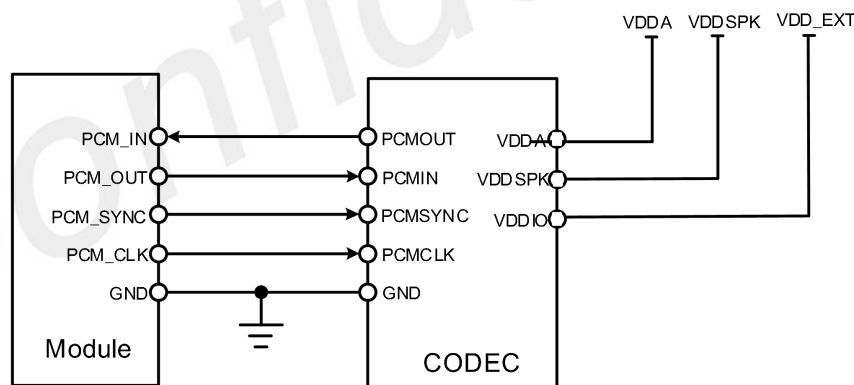 VDDA VDDSPK VDD_EXT
PCM_IN PCMOUT VDDA
PCM_OUT PCMIN VDDSPK
PCM_SYNC PCMSYNC VDDIO
PCM_CLK PCMCLK
GND GND
Module
CODEC